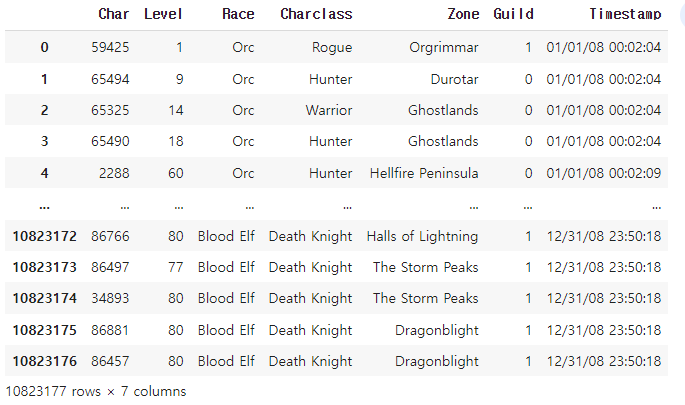 Char Level Race Charclass Zone Guild Timestamp
0 59425 1 Orc Rogue Orgrimmar 1 01/01/08 00:02:04
1 65494 9 Orc Hunter Durotar 0 01/01/08 00:02:04
2 65325 14 Orc Warrior Ghostlands 0 01/01/08 00:02:04
3 65490 18 Orc Hunter Ghostlands 0 01/01/08 00:02:04
4 2288 60 Orc Hunter Hellfire Peninsula 0 01/01/08 00:02:09
... ... ... ... ... ... ... ...
10823172 86766 80 Blood Elf Death Knight Halls of Lightning 1 12/31/08 23:50:18
10823173 86497 77 Blood Elf Death Knight The Storm Peaks 1 12/31/08 23:50:18
10823174 34893 80 Blood Elf Death Knight The Storm Peaks 1 12/31/08 23:50:18
10823175 86881 80 Blood Elf Death Knight Dragonblight 1 12/31/08 23:50:18
10823176 86457 80 Blood Elf Death Knight Dragonblight 1 12/31/08 23:50:18
10823177 rows × 7 columns